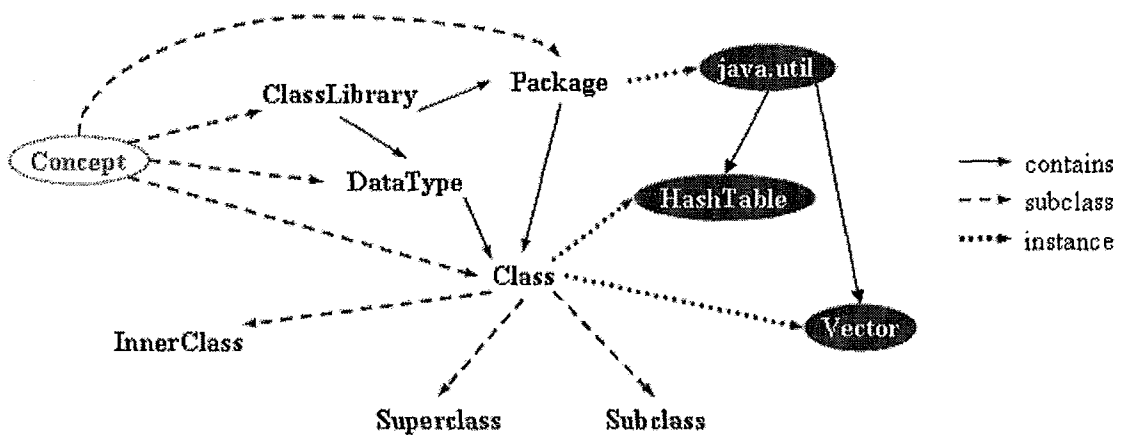 java.util
Package
ClassLibrary
Concept
contains
DataType
HashTable
subclass
instance
Class
Vector
InnerClass
Superclass
Subclass